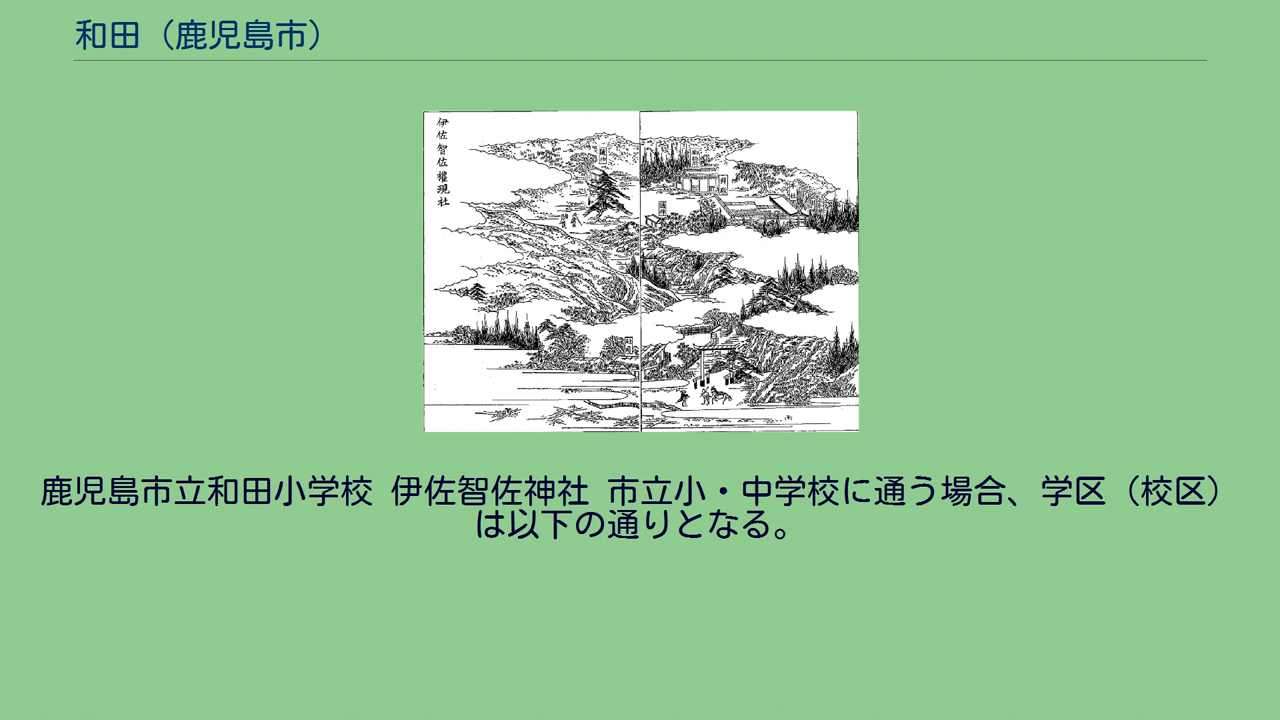 和田（鹿児島市）
伊佐智佐權現社
鹿児島市立和田小学校 伊佐智佐神社 市立小・中学校に通う場合、学区（校区）
は以下の通りとなる。